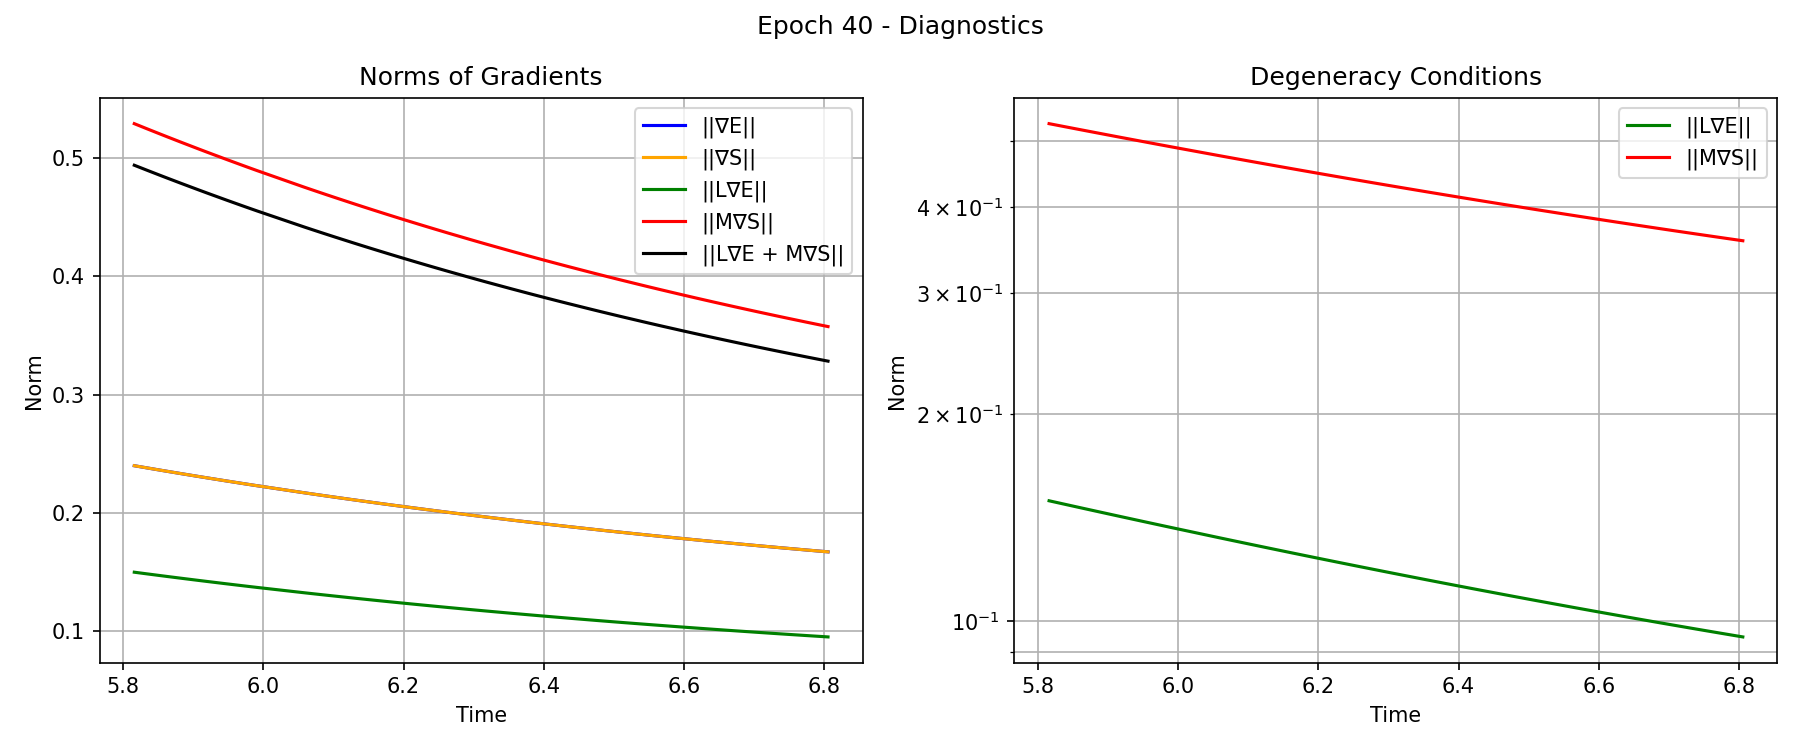 Epoch 40 - Diagnostics
Norms of Gradients
||∇E||
||∇S||
||L∇E||
||M∇S||
||L∇E + M∇S||
0.5
0.4
0.3
0.2
0.1
Norm
5.8 6.0 6.2 6.4 6.6 6.8
Time
Degeneracy Conditions
||L∇E||
||M∇S||
4 × 10⁻¹
3 × 10⁻¹
2 × 10⁻¹
10⁻¹
Norm
5.8 6.0 6.2 6.4 6.6 6.8
Time